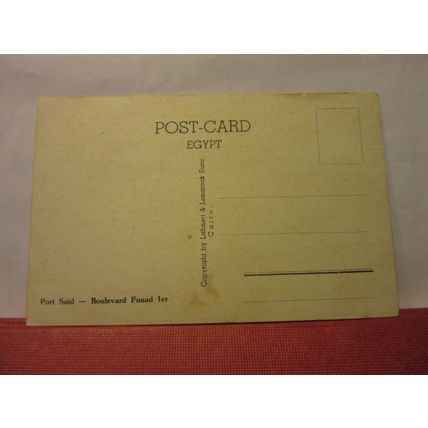 POST-CARD
EGYPT
Copyright by Lehnert & Landrock Succ.
Cairo.
Port Said — Boulevard Fouad 1er